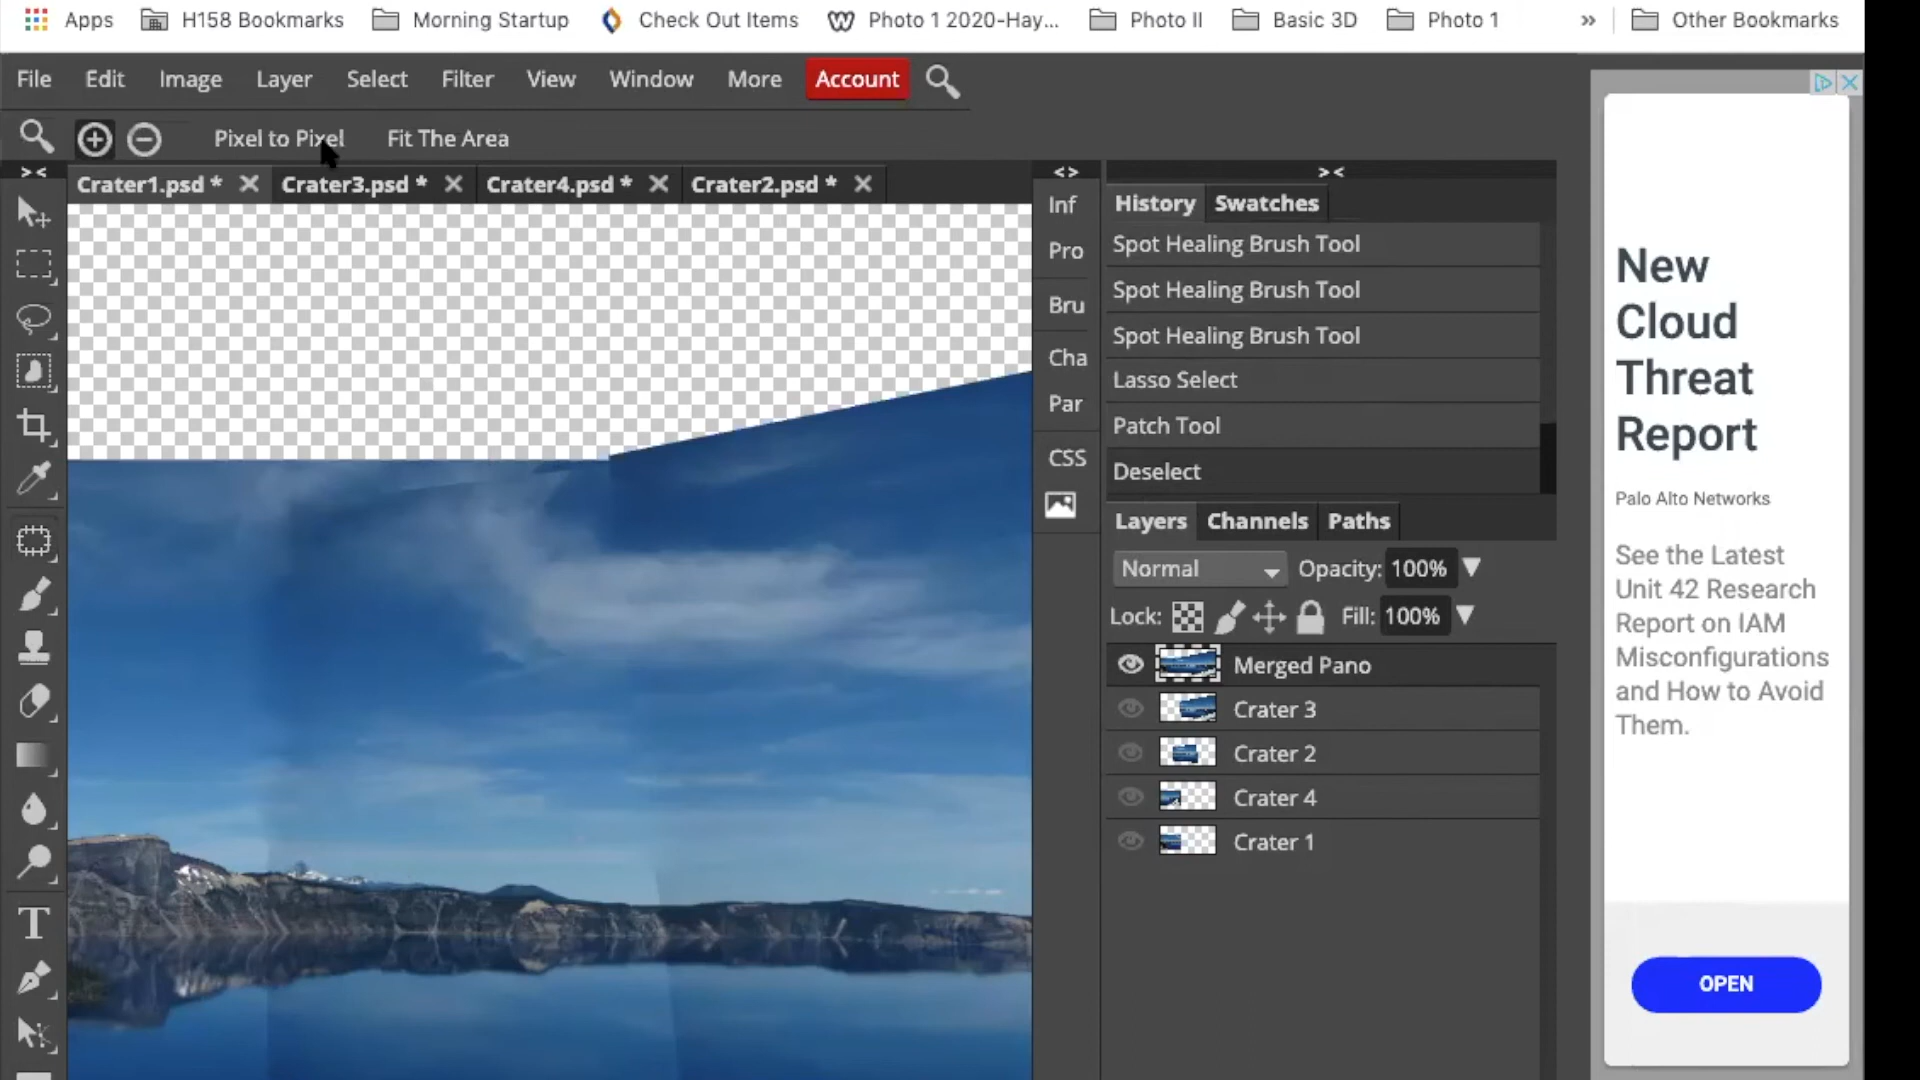 Apps H158 Bookmarks Morning Startup Check Out Items Photo 1 2020-Hay... Photo II Basic 3D Photo 1 » Other Bookmarks
File Edit Image Layer Select Filter View Window More Account
Pixel to Pixel Fit The Area
Crater1.psd * Crater3.psd * Crater4.psd * Crater2.psd *
Inf
Pro
Bru
Cha
Par
CSS
History Swatches
Spot Healing Brush Tool
Spot Healing Brush Tool
Spot Healing Brush Tool
Lasso Select
Patch Tool
Deselect
Layers Channels Paths
Normal Opacity: 100%
Lock: Fill: 100%
Merged Pano
Crater 3
Crater 2
Crater 4
Crater 1
New
Cloud
Threat
Report
Palo Alto Networks
See the Latest
Unit 42 Research
Report on IAM
Misconfigurations
and How to Avoid
Them.
OPEN